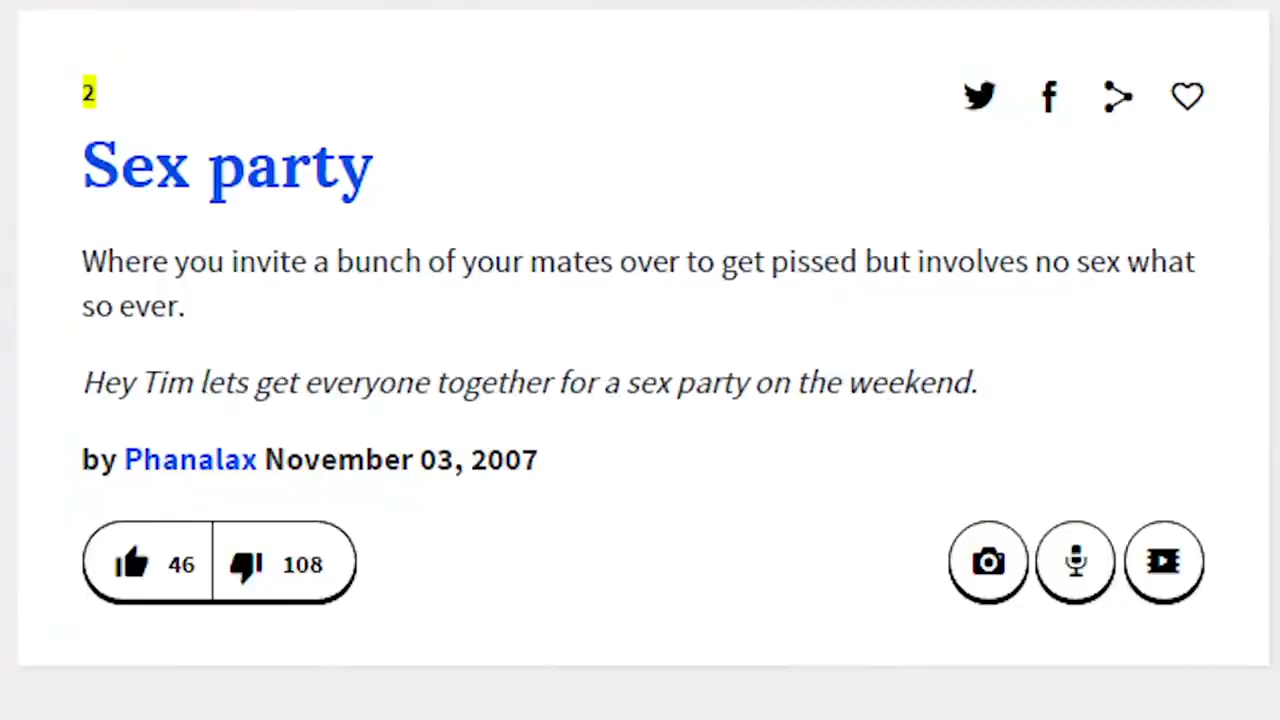 2
Sex party
Where you invite a bunch of your mates over to get pissed but involves no sex what
so ever.
Hey Tim lets get everyone together for a sex party on the weekend.
by Phanalax November 03, 2007
46 108